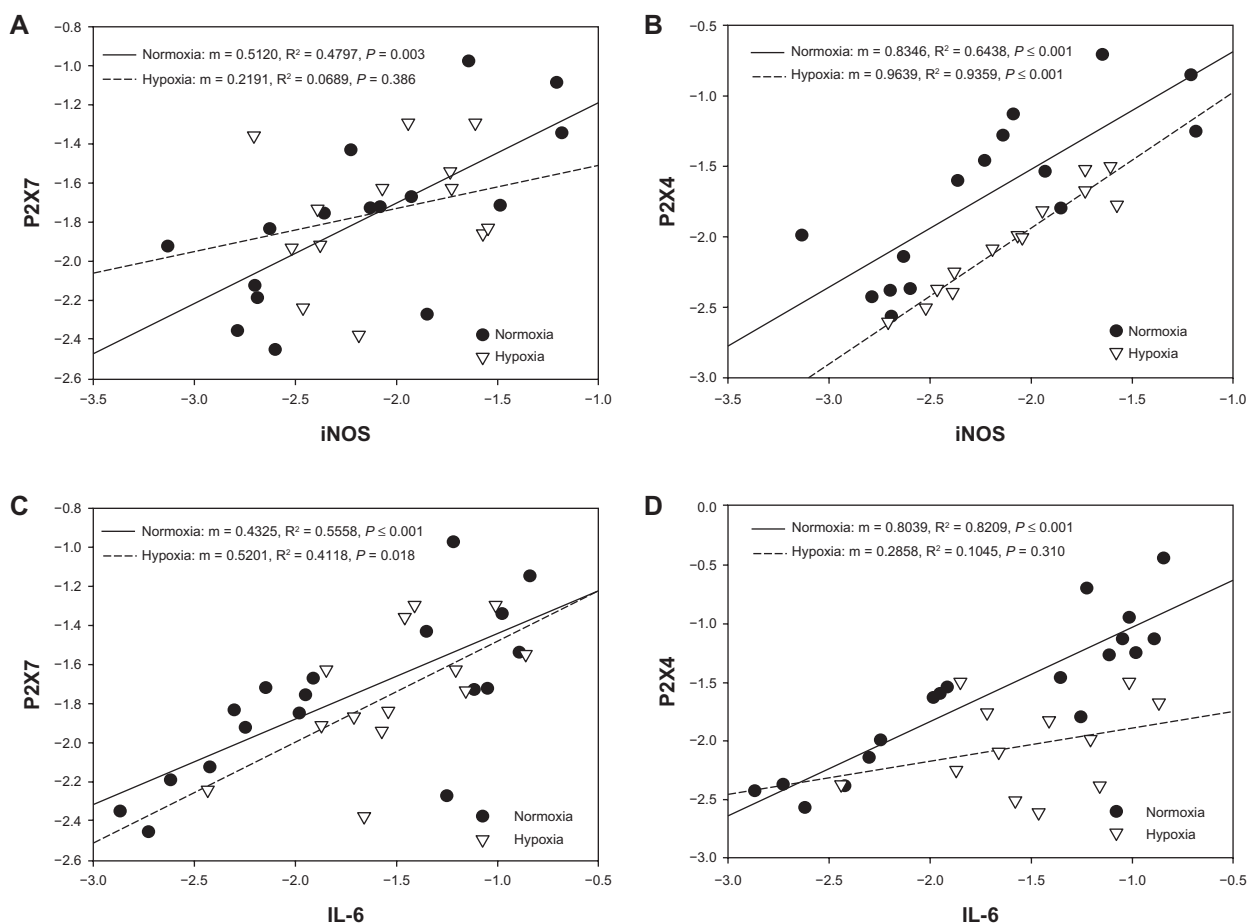 A
−0.8
−1.0
−1.2
−1.4
−1.6
−1.8
−2.0
−2.2
−2.4
−2.6
P2X7
Normoxia: m = 0.5120, R² = 0.4797, P = 0.003
Hypoxia: m = 0.2191, R² = 0.0689, P = 0.386
Normoxia
Hypoxia
−3.5 −3.0 −2.5 −2.0 −1.5 −1.0
iNOS
B
−0.5
−1.0
−1.5
−2.0
−2.5
−3.0
P2X4
Normoxia: m = 0.8346, R² = 0.6438, P ≤ 0.001
Hypoxia: m = 0.9639, R² = 0.9359, P ≤ 0.001
Normoxia
Hypoxia
−3.5 −3.0 −2.5 −2.0 −1.5 −1.0
iNOS
C
−0.8
−1.0
−1.2
−1.4
−1.6
−1.8
−2.0
−2.2
−2.4
−2.6
P2X7
Normoxia: m = 0.4325, R² = 0.5558, P ≤ 0.001
Hypoxia: m = 0.5201, R² = 0.4118, P = 0.018
Normoxia
Hypoxia
−3.0 −2.5 −2.0 −1.5 −1.0 −0.5
IL-6
D
0.0
−0.5
−1.0
−1.5
−2.0
−2.5
−3.0
P2X4
Normoxia: m = 0.8039, R² = 0.8209, P ≤ 0.001
Hypoxia: m = 0.2858, R² = 0.1045, P = 0.310
Normoxia
Hypoxia
−3.0 −2.5 −2.0 −1.5 −1.0 −0.5
IL-6